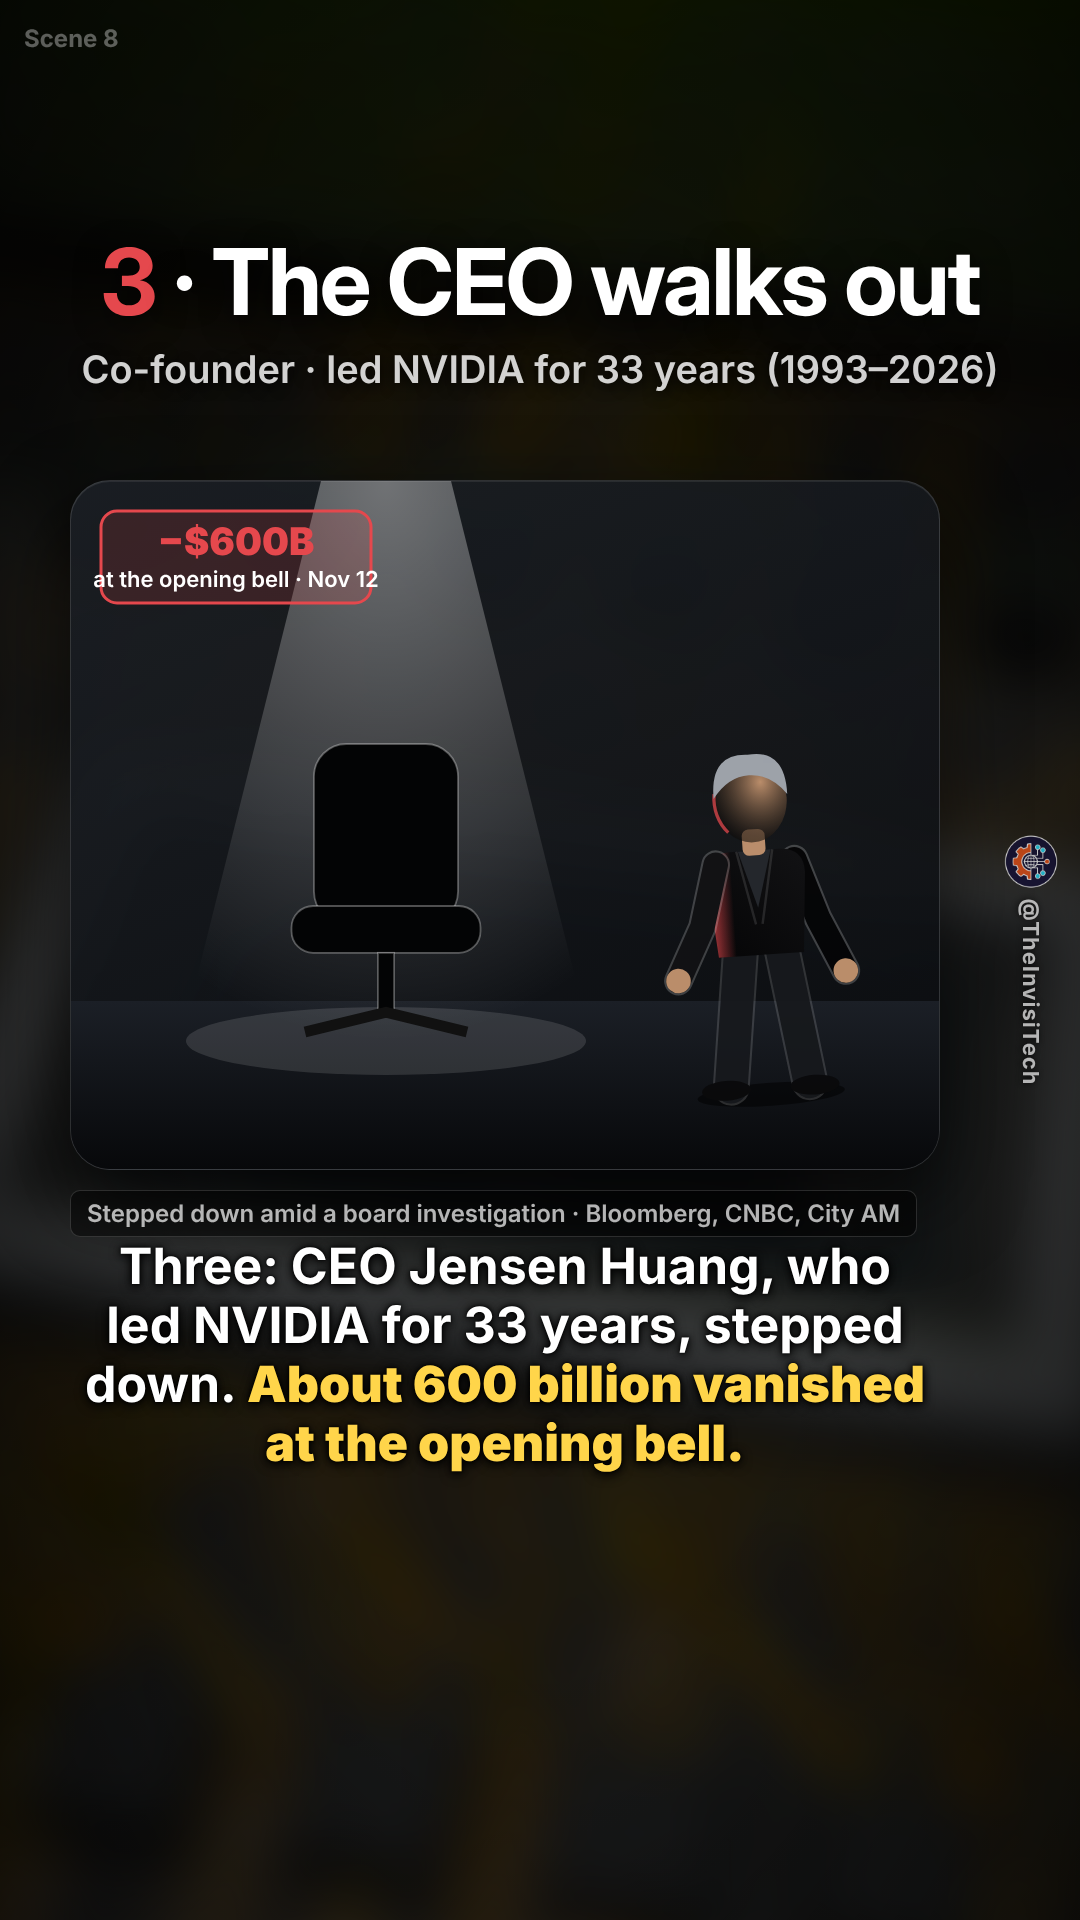 Scene 8
3 · The CEO walks out
Co-founder · led NVIDIA for 33 years (1993–2026)
−$600B
at the opening bell · Nov 12
@TheInvisiTech
Stepped down amid a board investigation · Bloomberg, CNBC, City AM
Three: CEO Jensen Huang, who
led NVIDIA for 33 years, stepped
down. About 600 billion vanished
at the opening bell.